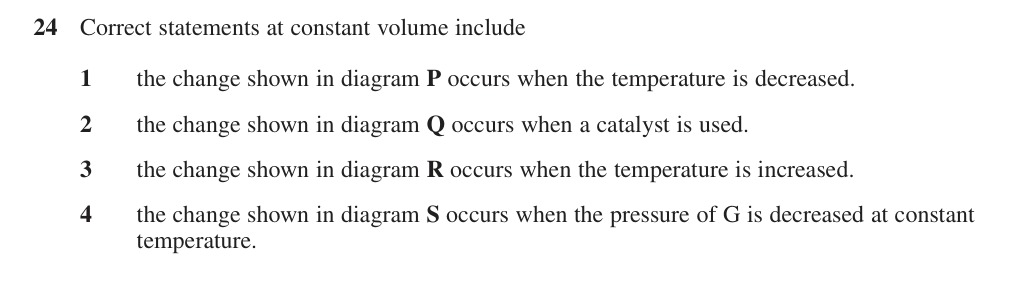 24 Correct statements at constant volume include
1 the change shown in diagram P occurs when the temperature is decreased.
2 the change shown in diagram Q occurs when a catalyst is used.
3 the change shown in diagram R occurs when the temperature is increased.
4 the change shown in diagram S occurs when the pressure of G is decreased at constant
temperature.